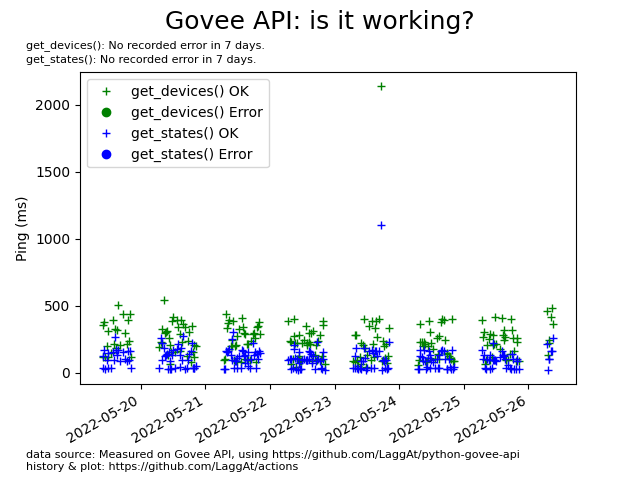 Govee API: is it working?
get_devices(): No recorded error in 7 days.
get_states(): No recorded error in 7 days.
get_devices() OK
get_devices() Error
get_states() OK
get_states() Error
Ping (ms)
2000
1500
1000
500
0
2022-05-20
2022-05-21
2022-05-22
2022-05-23
2022-05-24
2022-05-25
2022-05-26
data source: Measured on Govee API, using https://github.com/LaggAt/python-govee-api
history & plot: https://github.com/LaggAt/actions